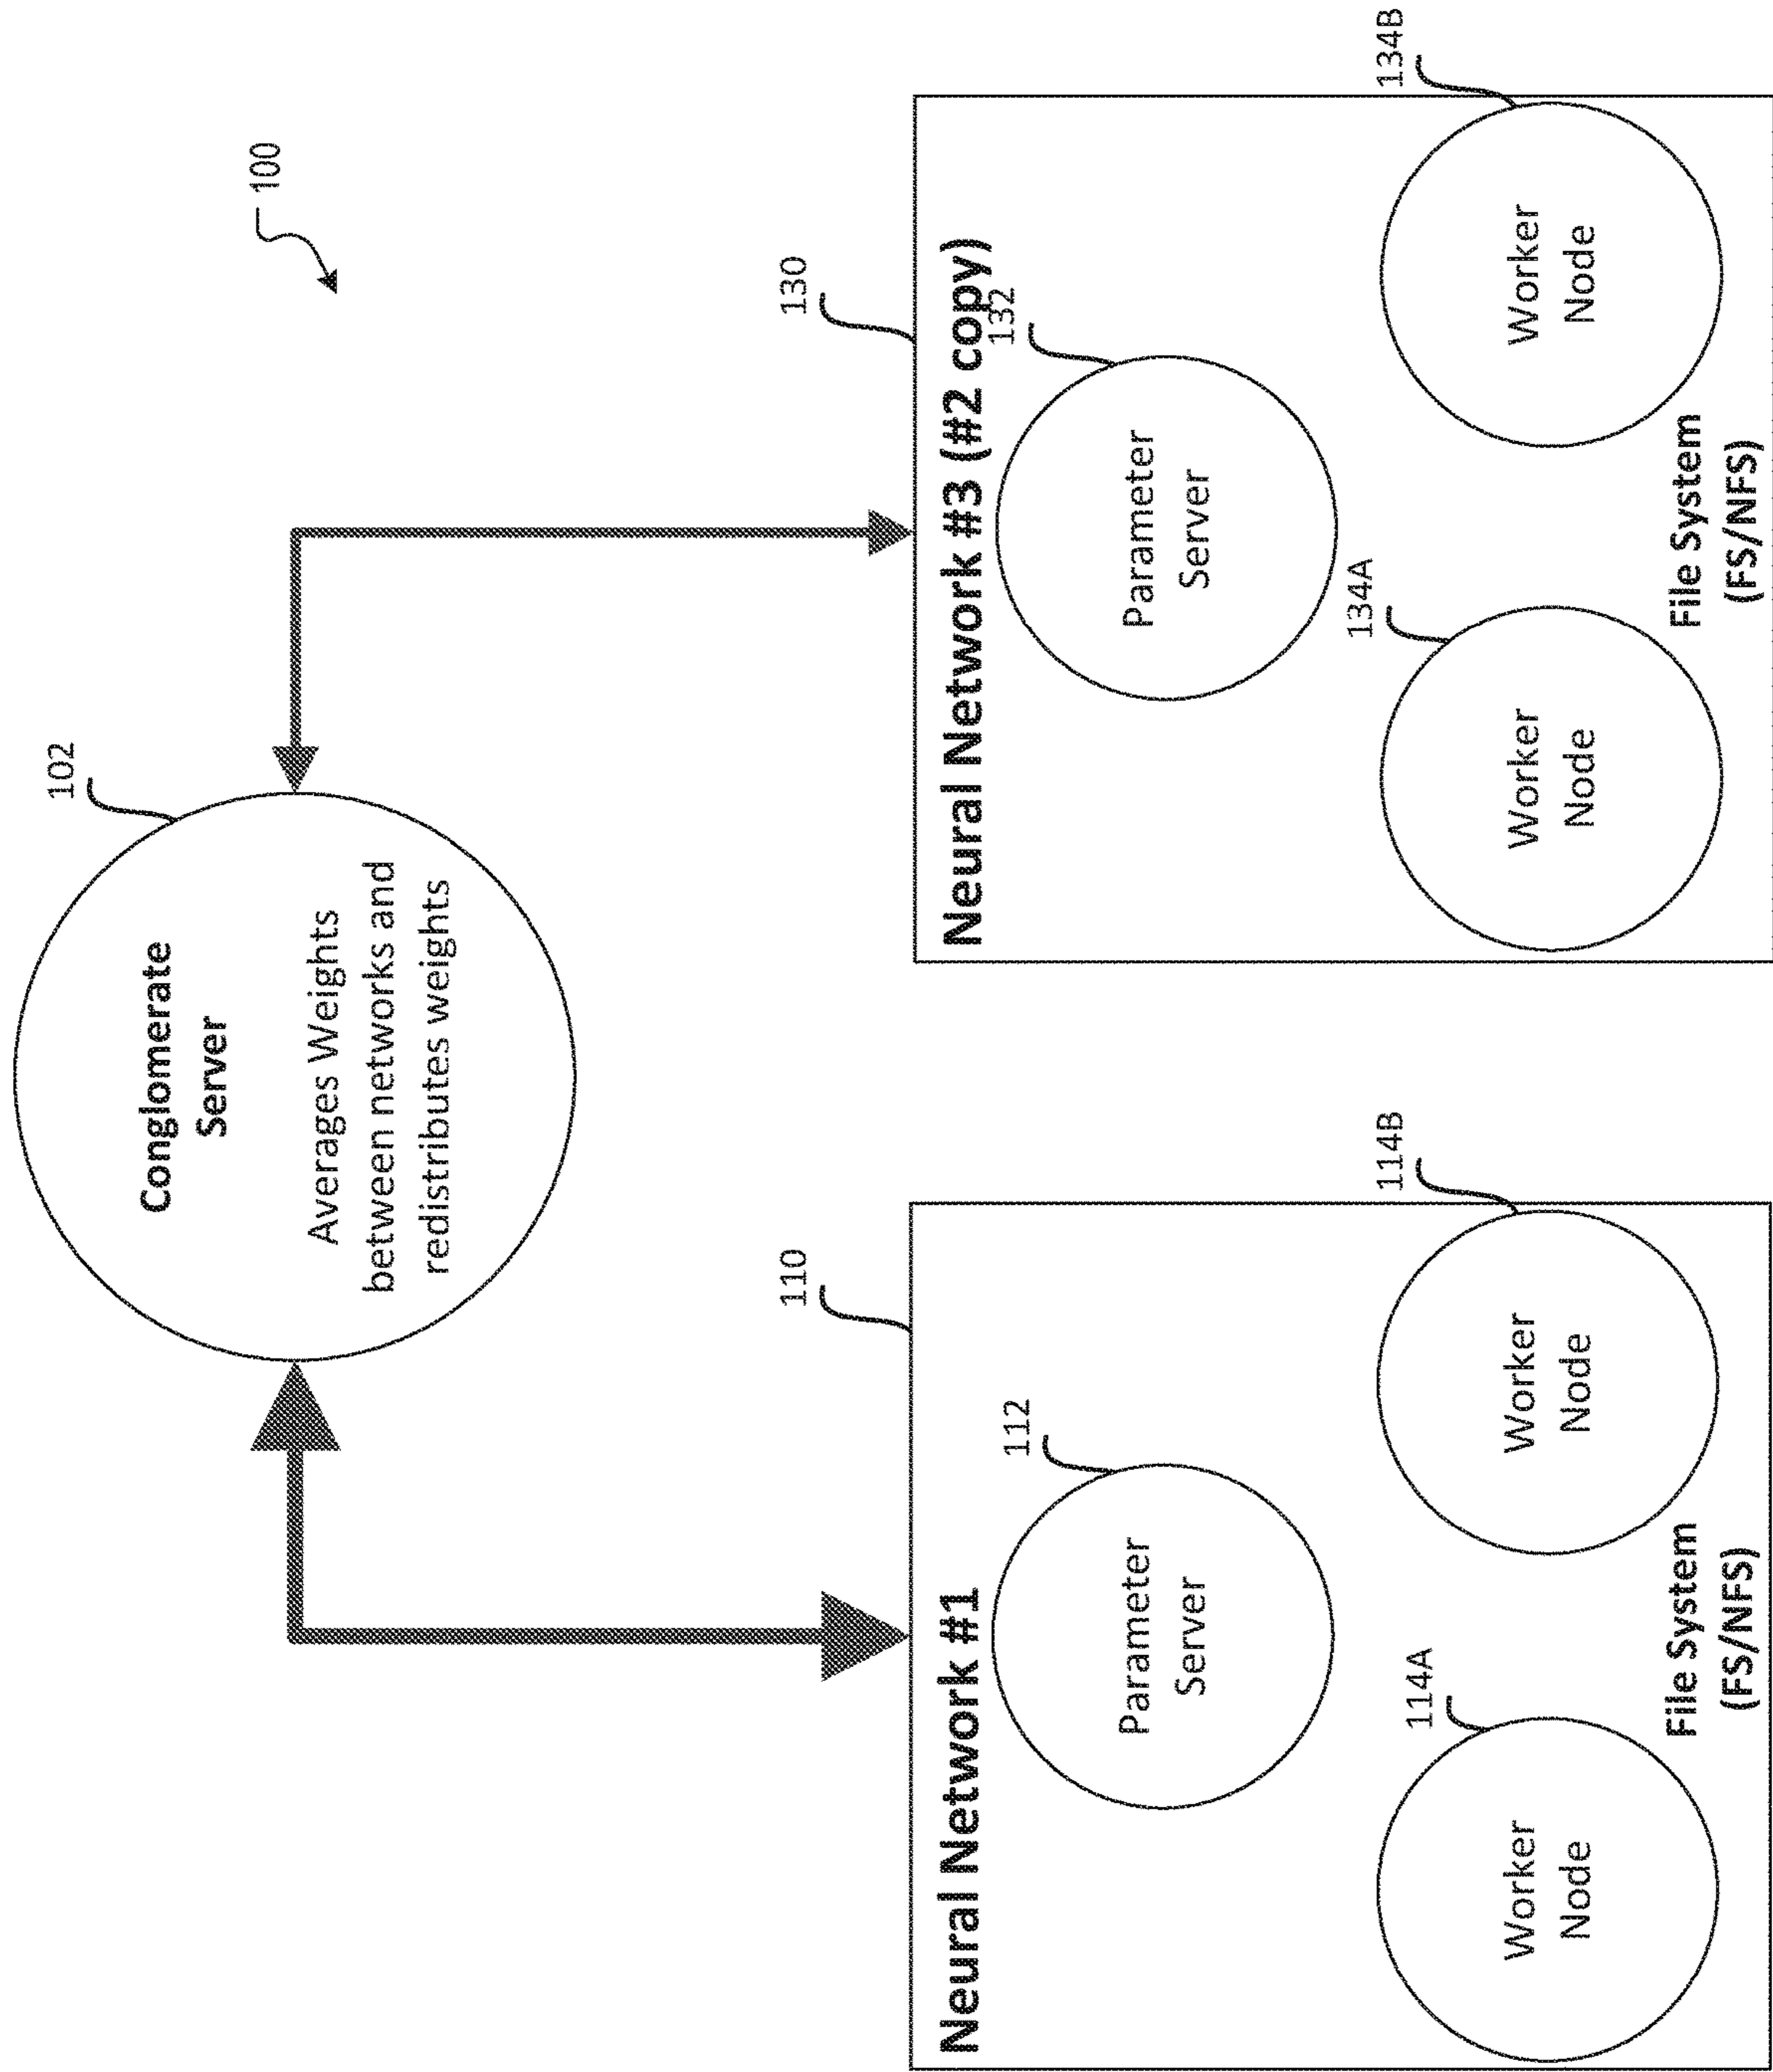 100
102
Conglomerate
Server
Averages Weights
between networks and
redistributes weights
110
Neural Network #1
112
Parameter
Server
114A
Worker
Node
114B
Worker
Node
File System
(FS/NFS)
130
Neural Network #3 (#2 copy)
132
Parameter
Server
134A
Worker
Node
134B
Worker
Node
File System
(FS/NFS)